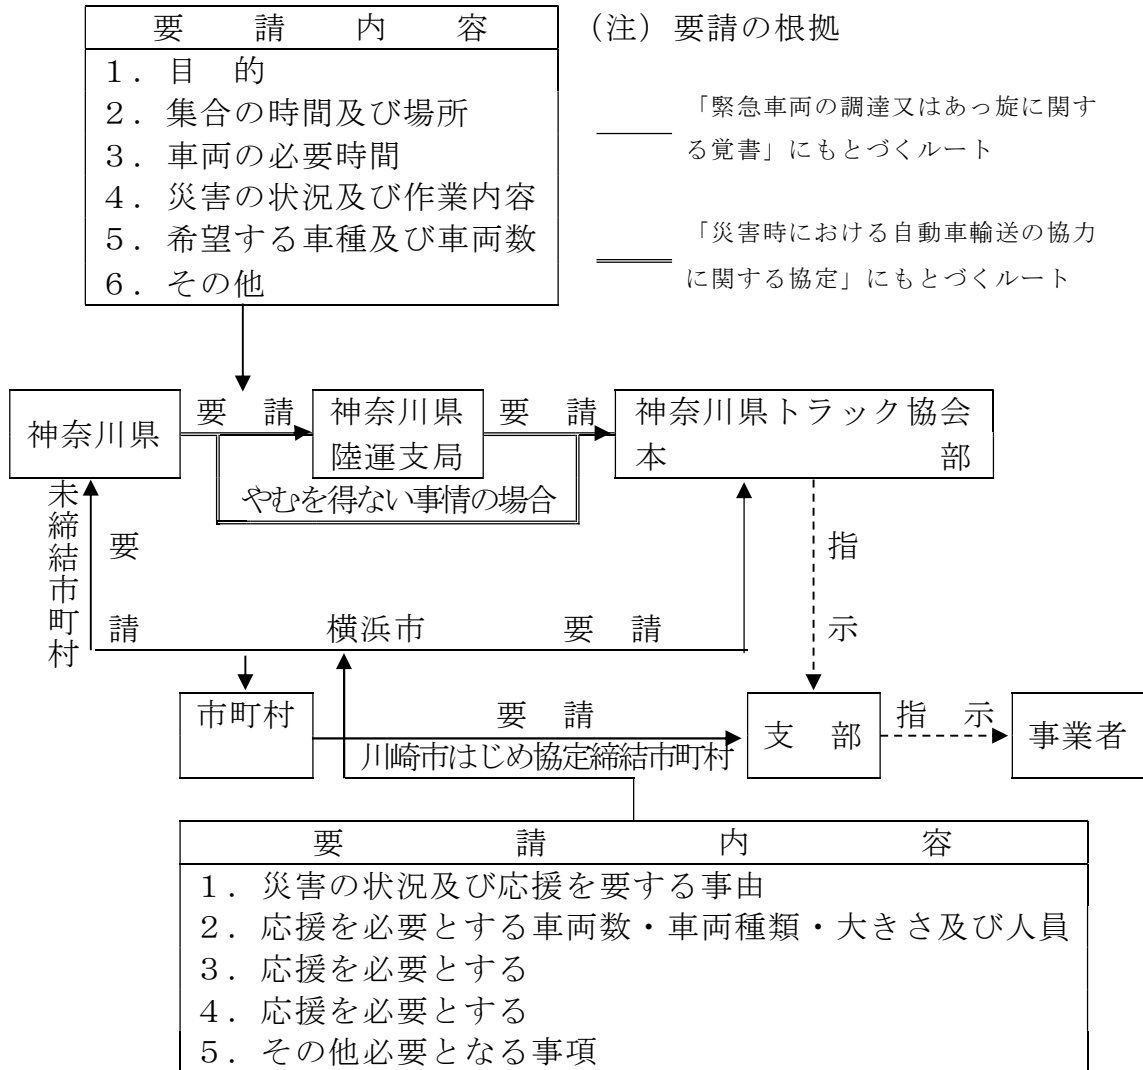 要請内容
１．目　的
２．集合の時間及び場所
３．車両の必要時間
４．災害の状況及び作業内容
５．希望する車種及び車両数
６．その他
（注）要請の根拠
「緊急車両の調達又はあっ旋に関す
る覚書」にもとづくルート
「災害時における自動車輸送の協力
に関する協定」にもとづくルート
神奈川県
要　請
神奈川県
陸運支局
要　請
神奈川県トラック協会
本　部
やむを得ない事情の場合
未締結市町村
要請
横浜市
要　請
指示
市町村
要　請
川崎市はじめ協定締結市町村
支　部
指　示
事業者
要請内容
１．災害の状況及び応援を要する事由
２．応援を必要とする車両数・車両種類・大きさ及び人員
３．応援を必要とする
４．応援を必要とする
５．その他必要となる事項